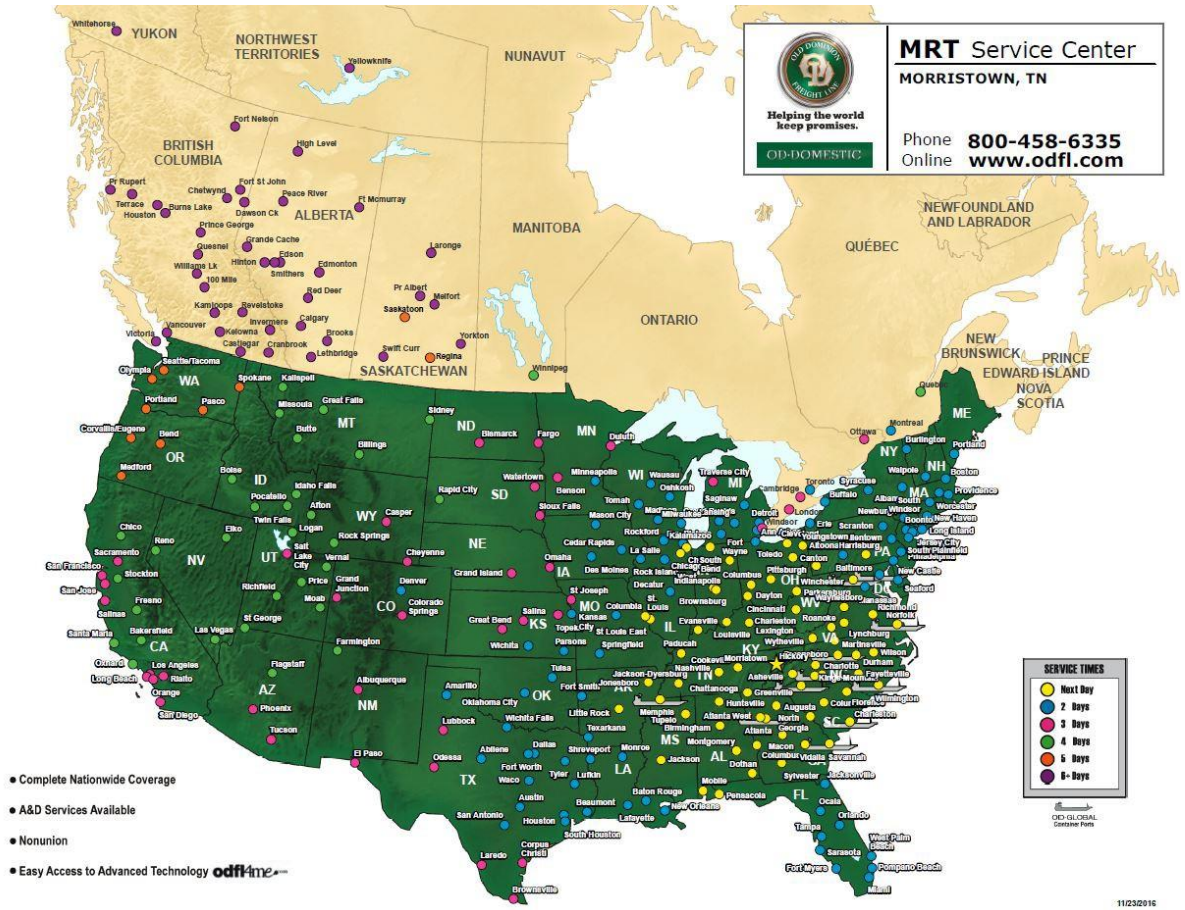 Whitehorse
YUKON
NORTHWEST
TERRITORIES
NUNAVUT
Yellowknife
OLD DOMINION
FREIGHT LINE
Helping the world
keep promises.
OD·DOMESTIC
MRT Service Center
MORRISTOWN, TN
Phone 800-458-6335
Online www.odfl.com
Fort Nelson
BRITISH
COLUMBIA
High Level
Pr Rupert
Terrace
Houston
Burns Lake
Chetwynd
Fort St John
Dawson Ck
Peace River
ALBERTA
Ft Mcmurray
MANITOBA
NEWFOUNDLAND
AND LABRADOR
QUÉBEC
Prince George
Quesnel
Grande Cache
Hinton
Edson
Smithers
Edmonton
Laronge
Williams Lk
100 Mile
Red Deer
Pr Albert
Melfort
Saskatoon
Kamloops
Revelstoke
Invermere
Calgary
ONTARIO
Victoria
Vancouver
Kelowna
Castlegar
Cranbrook
Brooks
Lethbridge
Swift Curr
Yorkton
Regina
SASKATCHEWAN
Winnipeg
NEW
BRUNSWICK
PRINCE
EDWARD ISLAND
NOVA
SCOTIA
Quebec
Seattle/Tacoma
Olympia
WA
Spokane
Kalispell
Portland
Pasco
Missoula
Great Falls
MT
Sidney
ND
Bismarck
Fargo
MN
Duluth
Ottawa
Montreal
ME
Corvallis/Eugene
Bend
OR
Medford
Butte
Billings
Boise
ID
Idaho Falls
Pocatello
Afton
Twin Falls
Rapid City
SD
Watertown
Benson
Minneapolis
Sioux Falls
WI
Wausau
Oshkosh
Tomah
Mason City
Traverse City
MI
Saginaw
Cambridge
Toronto
London
Windsor
Detroit
Buffalo
Syracuse
NY
Burlington
Portland
NH
Walpole
Boston
MA
Providence
Worcester
New Haven
Long Island
Chico
Sacramento
Reno
Elko
NV
Logan
UT
Salt
Lake
City
Rock Springs
WY
Casper
Vernal
Cheyenne
NE
Grand Island
Omaha
IA
Cedar Rapids
Des Moines
Rock Island
Rockford
Milwaukee
Kalamazoo
La Salle
Fort
Wayne
South
Bend
Toledo
Erie
Youngstown
Altoona
Harrisburg
Scranton
Windsor
Boonton
Jersey City
South Plainfield
PA
San Francisco
Stockton
San Jose
Salinas
Fresno
Richfield
Price
Moab
Grand
Junction
CO
Denver
Colorado
Springs
St Joseph
MO
Kansas
City
KS
Salina
Great Bend
Wichita
Parsons
Columbia
St.
Louis
St Louis East
Springfield
Decatur
IL
Indianapolis
Brownsburg
Columbus
OH
Canton
Pittsburgh
Dayton
Cincinnati
Parkersburg
Winchester
Waynesboro
Baltimore
DC
New Castle
Seaford
WV
Charleston
Richmond
Norfolk
Santa Maria
Bakersfield
CA
Oxnard
Los Angeles
Long Beach
Rialto
Orange
San Diego
Las Vegas
St George
Farmington
Flagstaff
AZ
Phoenix
Tucson
Albuquerque
NM
El Paso
Amarillo
Lubbock
Odessa
OK
Tulsa
Oklahoma City
Fort Smith
Wichita Falls
Little Rock
Jonesboro
Evansville
Louisville
Lexington
KY
Paducah
Nashville
Cookeville
Morristown
Jackson-Dyersburg
TN
Chattanooga
Memphis
Tupelo
Wytheville
Roanoke
VA
Lynchburg
Martinsville
Hickory
Charlotte
Durham
Wilson
Fayetteville
Kings Mountain
Asheville
Greenville
Florence
Wilmington
SC
Charleston
Huntsville
Birmingham
Atlanta West
Atlanta
Augusta
North
Georgia
Macon
Columbus
Vidalia
Savannah
Abilene
Dallas
Fort Worth
Waco
TX
Tyler
Texarkana
Shreveport
Lufkin
Monroe
LA
MS
Jackson
Montgomery
AL
Dothan
Mobile
Pensacola
Austin
San Antonio
Houston
Beaumont
South Houston
Baton Rouge
Lafayette
New Orleans
Laredo
Corpus
Christi
Brownsville
Sylvester
Jacksonville
FL
Ocala
Orlando
Tampa
Sarasota
Fort Myers
West Palm
Beach
Pompano Beach
Miami
SERVICE TIMES
Next Day
2 Days
3 Days
4 Days
5 Days
6+ Days
OD·GLOBAL
Container Ports
● Complete Nationwide Coverage
● A&D Services Available
● Nonunion
● Easy Access to Advanced Technology odfl4me
11/23/2016